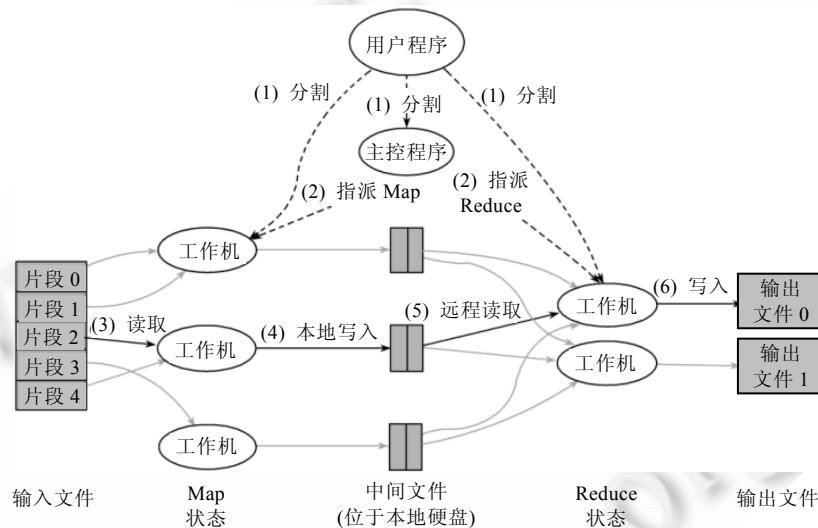 用户程序
(1) 分割
(1) 分割
(1) 分割
主控程序
(2) 指派 Map
(2) 指派
Reduce
工作机
片段 0
片段 1
片段 2
片段 3
片段 4
(3) 读取
工作机
(4) 本地写入
(5) 远程读取
工作机
(6) 写入
输出
文件 0
工作机
输出
文件 1
工作机
输入文件
Map
状态
中间文件
(位于本地硬盘)
Reduce
状态
输出文件